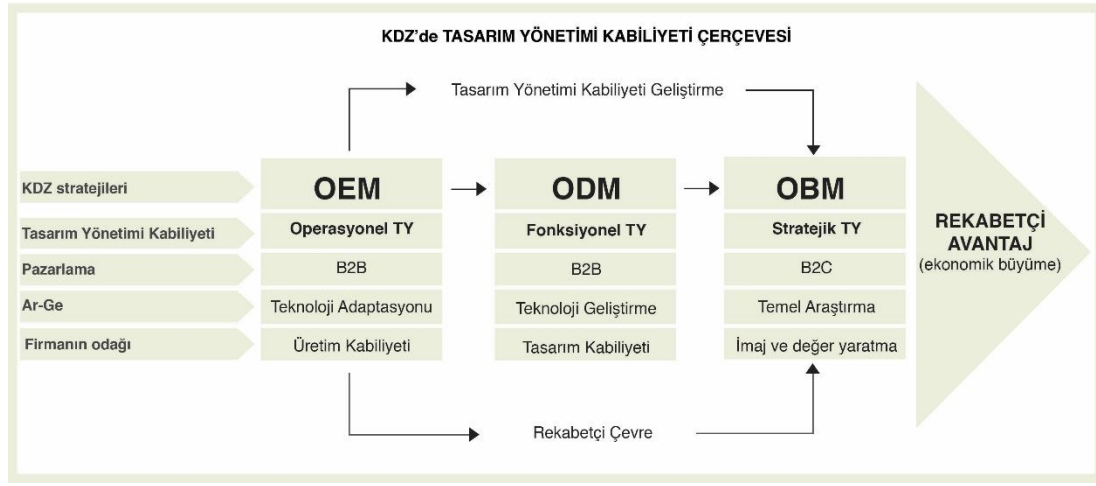 KDZ'de TASARIM YÖNETİMİ KABİLİYETİ ÇERÇEVESİ
Tasarım Yönetimi Kabiliyeti Geliştirme
KDZ stratejileri
OEM
ODM
OBM
Tasarım Yönetimi Kabiliyeti
Operasyonel TY
Fonksiyonel TY
Stratejik TY
Pazarlama
B2B
B2B
B2C
Ar-Ge
Teknoloji Adaptasyonu
Teknoloji Geliştirme
Temel Araştırma
Firmanın odağı
Üretim Kabiliyeti
Tasarım Kabiliyeti
İmaj ve değer yaratma
Rekabetçi Çevre
REKABETÇİ
AVANTAJ
(ekonomik büyüme)